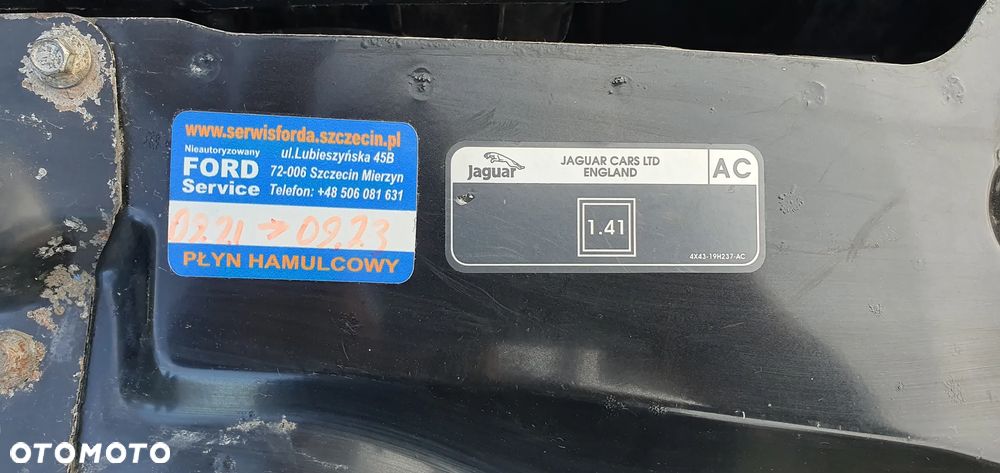 www.serwisforda.szczecin.pl
Nieautoryzowany
FORD
Service
ul.Lubieszyńska 45B
72-006 Szczecin Mierzyn
Telefon: +48 506 081 631
09.21 → 09.23
PŁYN HAMULCOWY
Jaguar
JAGUAR CARS LTD
ENGLAND
AC
1.41
4X43-19H237-AC
OTOMOTO